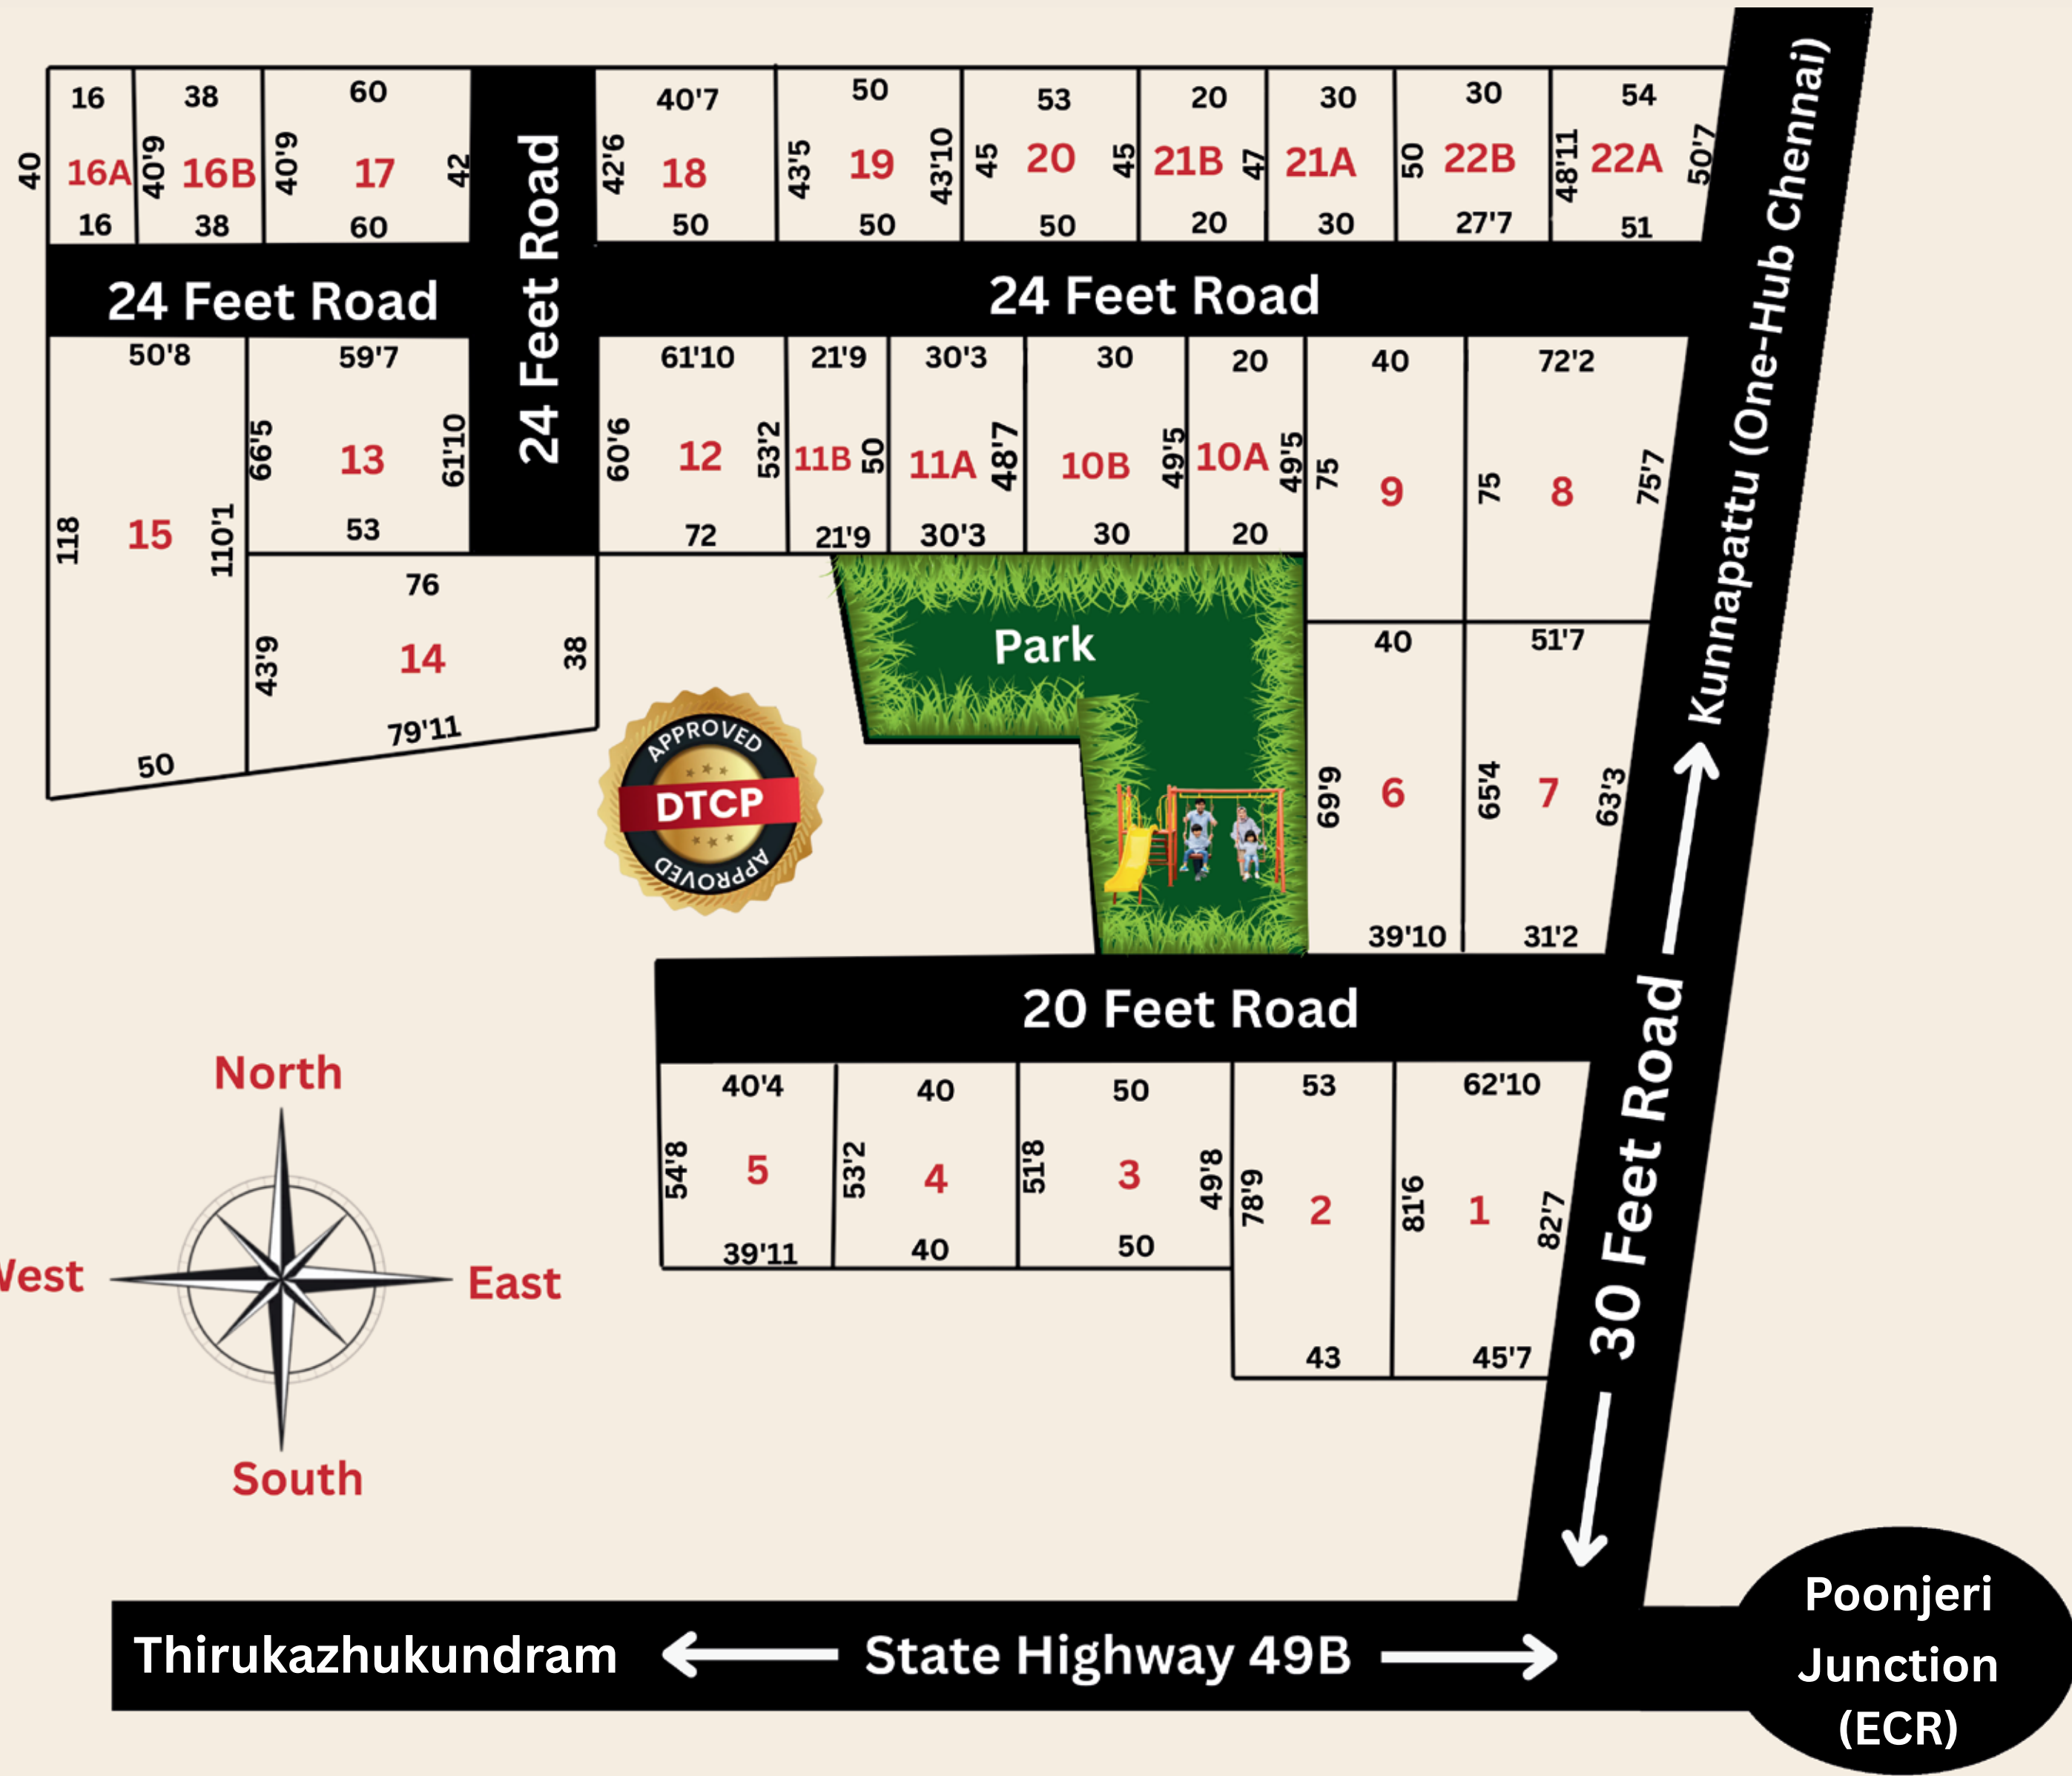 16 38 60 40'7 50 53 20 30 30 54
40 16A 40'9 16B 40'9 17 42 42'6 18 43'5 19 43'10 45 20 45 21B 47 21A 50 22B 48'11 22A 50'7
16 38 60 50 50 50 20 30 27'7 51
24 Feet Road
24 Feet Road
24 Feet Road
50'8 59'7 61'10 21'9 30'3 30 20 40 72'2
118 15 110'1 66'5 13 61'10 60'6 12 53'2 11B 50 11A 48'7 10B 49'5 10A 49'5 75 9 75 8 75'7
53 72 21'9 30'3 30 20
76
43'9 14 38
79'11
50
Park
APPROVED
DTCP
APPROVED
40 51'7
69'9 6 65'4 7 63'3
39'10 31'2
20 Feet Road
40'4 40 50 53 62'10
54'8 5 53'2 4 51'8 3 49'8 78'9 2 81'6 1 82'7
39'11 40 50
43 45'7
Kunnapattu (One-Hub Chennai)
30 Feet Road
North
West East
South
Thirukazhukundram
State Highway 49B
Poonjeri
Junction
(ECR)